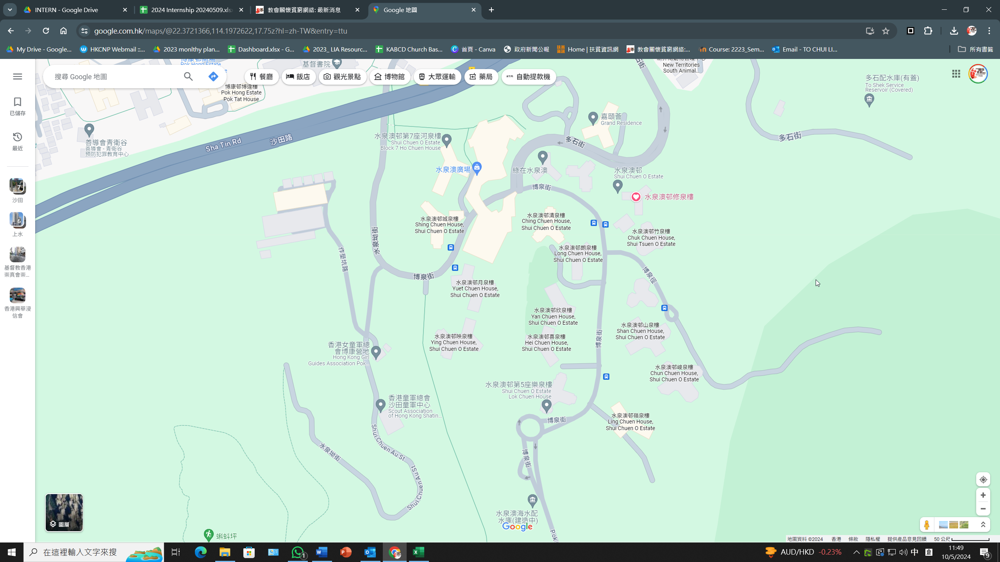 INTERN - Google Drive
2024 Internship 20240509.xls
教會關懷貧窮網絡: 最新消息
Google 地圖
google.com.hk/maps/@22.3721366,114.1972622,17.75z?hl=zh-TW&entry=ttu
My Drive - Google...
HKCNP Webmail ::...
2023 monlthy plan...
Dashboard.xlsx - G...
2023_ LIA Resourc...
KABCD Church Bas...
首頁 - Canva
政府新聞公報
Home | 扶貧資訊網
教會關懷貧窮網絡:...
Course: 2223_Sem...
Email - TO CHUI LI...
所有書籤
搜尋 Google 地圖
餐廳
飯店
觀光景點
博物館
大眾運輸
藥局
自動提款機
已儲存
最近
7
沙田
6
上水
基督教香港
崇真會崇...
香港興華浸
信會
Pok Hong Estate
基督書院
博康邨博達樓
Pok Hong Estate
Pok Tat House
New Territories
South Animal...
多石配水庫(有蓋)
To Shek Service
Reservoir (Covered)
善導會青衛谷
善導會 - 青衛谷
預防犯罪教育中心
Sha Tin Rd
沙田路
嘉頤薈
Grand Residence
水泉澳邨第7座河泉樓
Shui Chuen O Estate
Block 7 Ho Chuen House
多石街
多石街
水泉澳廣場
綠在水泉澳
水泉澳邨
Shui Chuen O Estate
博泉街
水泉澳邨修泉樓
水泉澳邨城泉樓
Shing Chuen House,
Shui Chuen O Estate
水泉澳邨清泉樓
Ching Chuen House,
Shui Chuen O Estate
水泉澳邨竹泉樓
Chuk Chuen House,
Shui Tsuen O Estate
水泉坳街
作壆坑路
水泉澳邨朗泉樓
Long Chuen House,
Shui Chuen O Estate
博泉徑
博泉街
水泉澳邨月泉樓
Yuet Chuen House,
Shui Chuen O Estate
水泉澳邨欣泉樓
Yan Chuen House,
Shui Chuen O Estate
水泉澳邨山泉樓
Shan Chuen House,
Shui Chuen O Estate
水泉澳邨映泉樓
Ying Chuen House,
Shui Chuen O Estate
水泉澳邨喜泉樓
Hei Chuen House,
Shui Chuen O Estate
博泉街
香港女童軍總
會博康營地
Hong Kong Girl
Guides Association Pok...
水泉澳邨峻泉樓
Chun Chuen House,
Shui Chuen O Estate
水泉澳邨第5座樂泉樓
Shui Chuen O Estate
Lok Chuen House
香港童軍總會
沙田童軍中心
Scout Association
of Hong Kong Shatin...
水泉澳邨嶺泉樓
Ling Chuen House,
Shui Chuen O Estate
博泉街
Shui Chuen Au St
水泉坳街
博泉街
Shui Chuen Au St
水泉澳海水配
水庫(建造中)
Google
Pok
蝌蚪坪
圖層
地圖資料 ©2024
香港
條款
隱私權
提供產品意見回饋
50 公尺
在這裡輸入文字來搜
1
AUD/HKD -0.23%
中
倉
11:49
10/5/2024
9